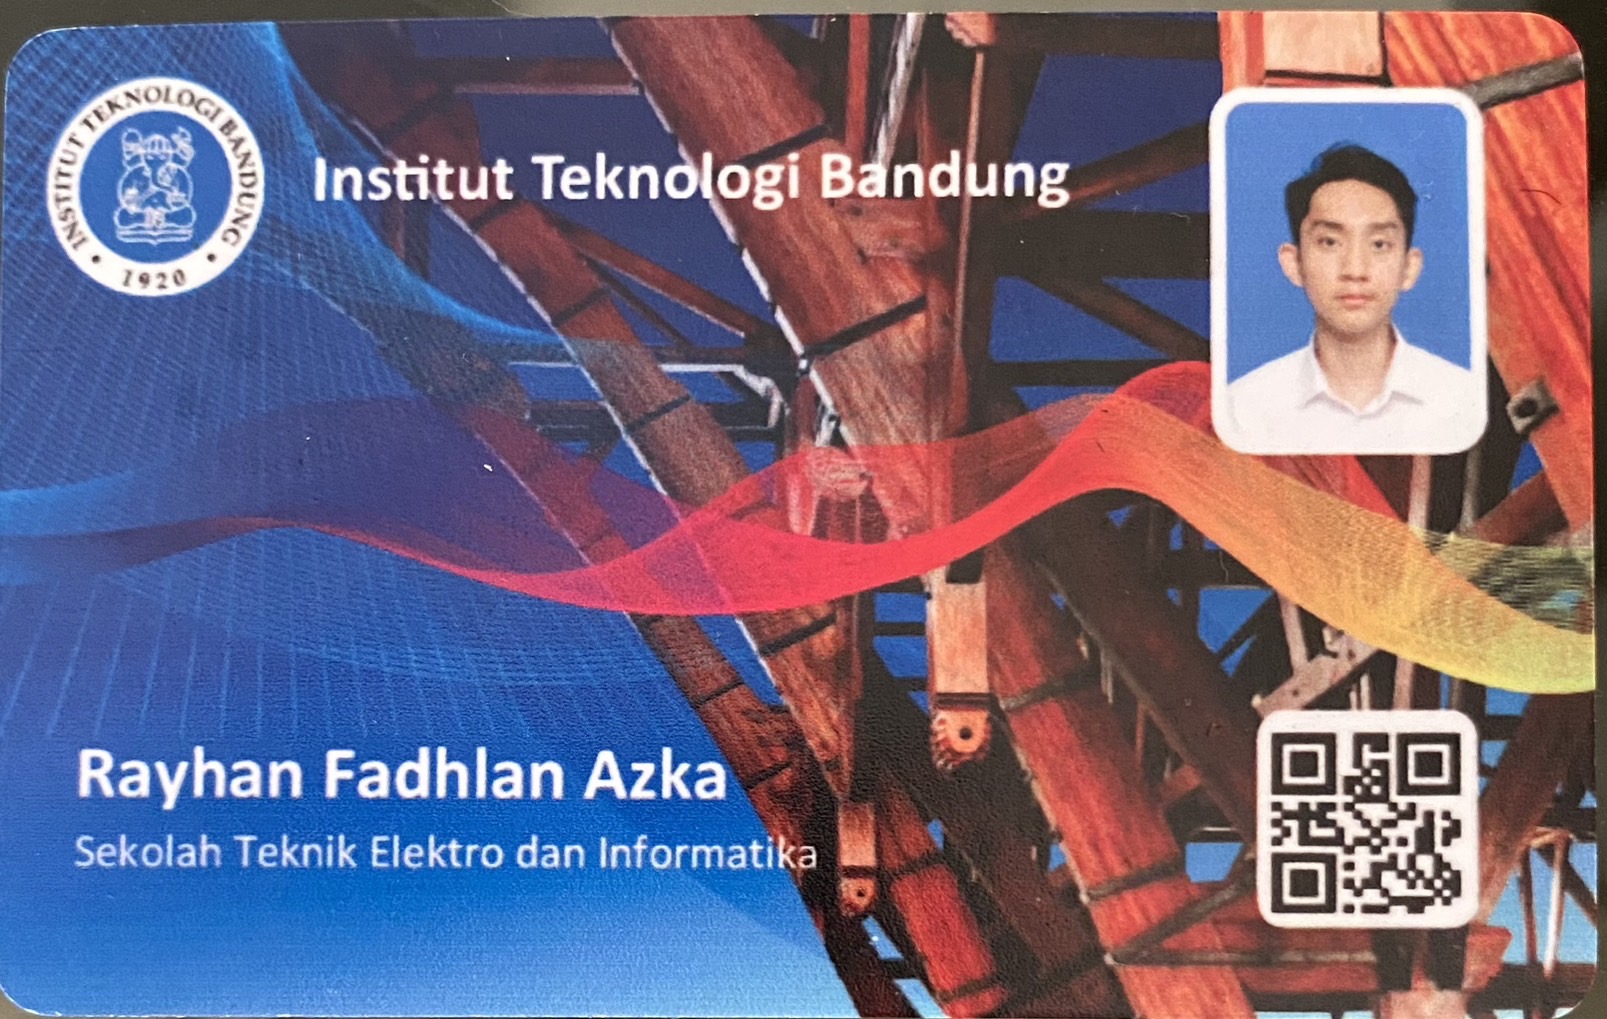 INSTITUT TEKNOLOGI BANDUNG
1920
Institut Teknologi Bandung
Rayhan Fadhlan Azka
Sekolah Teknik Elektro dan Informatika